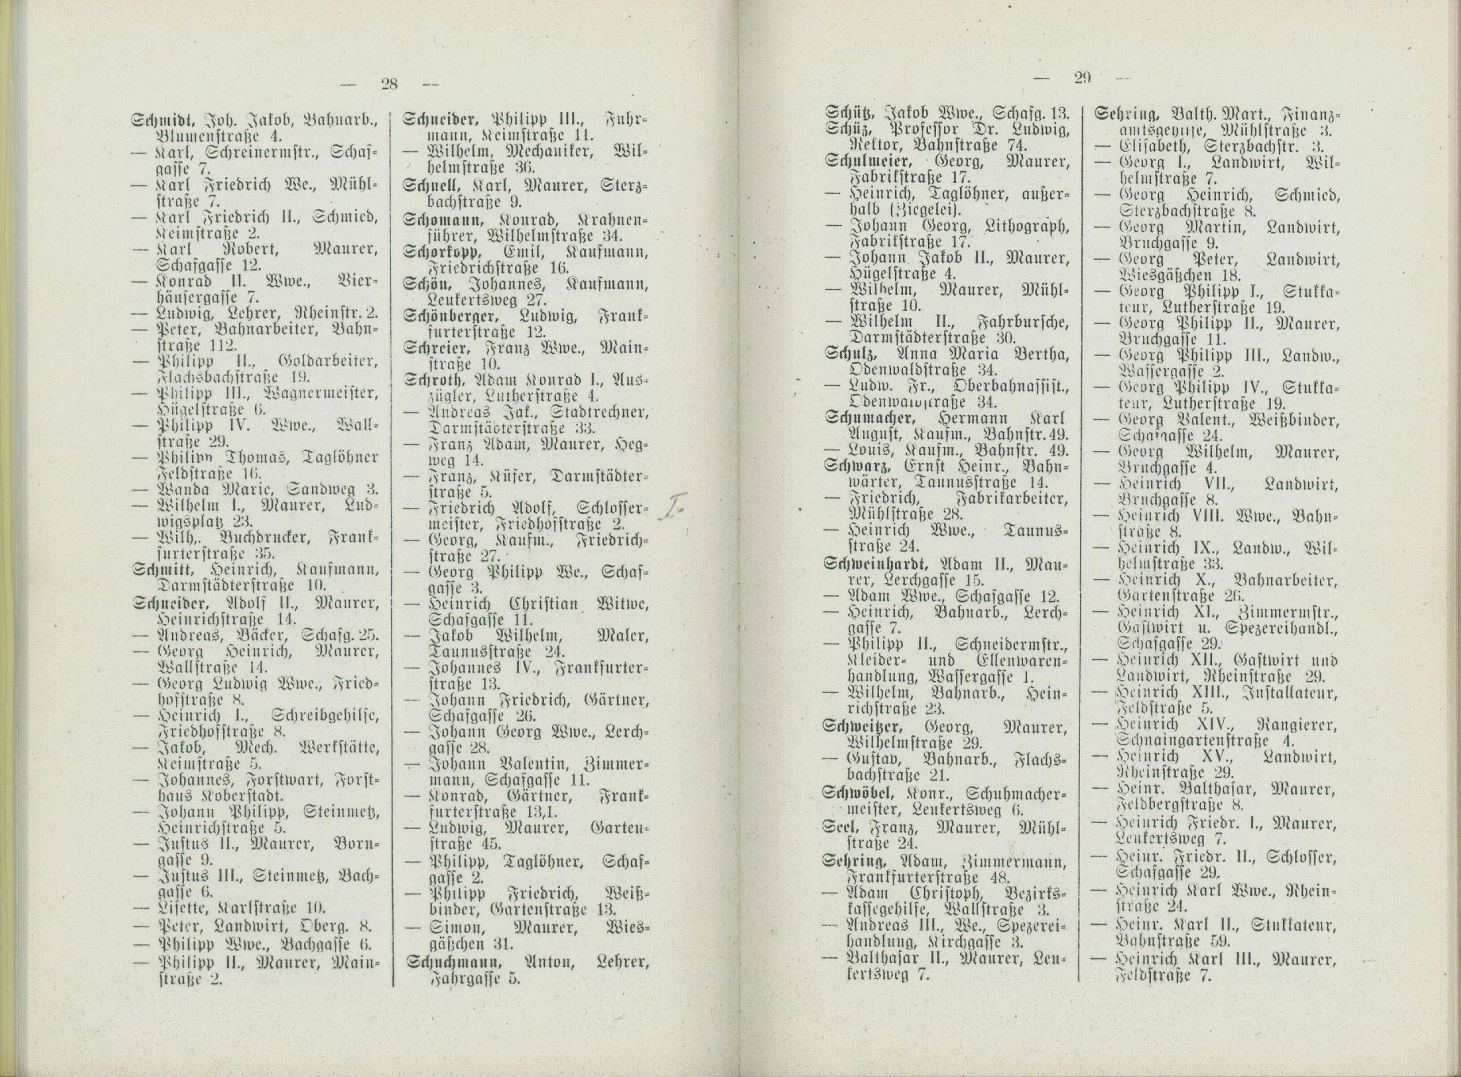 — 28 —
Schmidt, Joh. Jakob, Bahnarb.,
Blumenstraße 4.
— Karl, Schreinermstr., Schaf-
gasse 7.
— Karl Friedrich We., Mühl-
straße 7.
— Karl Friedrich II., Schmied,
Keimstraße 2.
— Karl Robert, Maurer,
Schafgasse 12.
— Konrad II. Wwe., Vier-
häusergasse 7.
— Ludwig, Lehrer, Rheinstr. 2.
— Peter, Bahnarbeiter, Bahn-
straße 112.
— Philipp II., Goldarbeiter,
Flachsbachstraße 19.
— Philipp III., Wagnermeister,
Hügelstraße 6.
— Philipp IV. Wwe., Wall-
straße 29.
— Philipp Thomas, Taglöhner
Feldstraße 16.
— Wanda Marie, Sandweg 3.
— Wilhelm I., Maurer, Lud-
wigsplatz 23.
— Wilh., Buchdrucker, Frank-
furterstraße 35.
Schmitt, Heinrich, Kaufmann,
Darmstädterstraße 10.
Schneider, Adolf II., Maurer,
Heinrichstraße 14.
— Andreas, Bäcker, Schafg. 25.
— Georg Heinrich, Maurer,
Wallstraße 14.
— Georg Ludwig Wwe., Fried-
hofstraße 8.
— Heinrich I., Schreibgehilfe,
Friedhofstraße 8.
— Jakob, Mech. Werkstätte,
Keimstraße 5.
— Johannes, Forstwart, Forst-
haus Koberstadt.
— Johann Philipp, Steinmetz,
Heinrichstraße 5.
— Justus II., Maurer, Born-
gasse 9.
— Justus III., Steinmetz, Bach-
gasse 6.
— Lisette, Karlstraße 10.
— Peter, Landwirt, Oberg. 8.
— Philipp Wwe., Bachgasse 6.
— Philipp II., Maurer, Main-
straße 2.
Schneider, Philipp III., Fuhr-
mann, Keimstraße 11.
— Wilhelm, Mechaniker, Wil-
helmstraße 36.
Schnell, Karl, Maurer, Sterz-
bachstraße 9.
Schomann, Konrad, Krahnen-
führer, Wilhelmstraße 34.
Schorkopp, Emil, Kaufmann,
Friedrichstraße 16.
Schön, Johannes, Kaufmann,
Leukertsweg 27.
Schönberger, Ludwig, Frank-
furterstraße 12.
Schreier, Franz Wwe., Main-
straße 10.
Schroth, Adam Konrad I., Aus-
zügler, Lutherstraße 4.
— Andreas Jak., Stadtrechner,
Darmstädterstraße 33.
— Franz Adam, Maurer, Heg-
weg 14.
— Franz, Küfer, Darmstädter-
straße 5.
— Friedrich Adolf, Schlosser-
meister, Friedhofstraße 2.
— Georg, Kaufm., Friedrich-
straße 27.
— Georg Philipp We., Schaf-
gasse 3.
— Heinrich Christian Witwe,
Schafgasse 11.
— Jakob Wilhelm, Maler,
Taunusstraße 24.
— Johannes IV., Frankfurter-
straße 13.
— Johann Friedrich, Gärtner,
Schafgasse 26.
— Johann Georg Wwe., Lerch-
gasse 28.
— Johann Valentin, Zimmer-
mann, Schafgasse 11.
— Konrad, Gärtner, Frank-
furterstraße 13,1.
— Ludwig, Maurer, Garten-
straße 45.
— Philipp, Taglöhner, Schaf-
gasse 2.
— Philipp Friedrich, Weiß-
binder, Gartenstraße 13.
— Simon, Maurer, Wies-
gäßchen 31.
Schuchmann, Anton, Lehrer,
Fahrgasse 5.
I.
— 29 —
Schütz, Jakob Wwe., Schafg. 13.
Schüz, Professor Dr. Ludwig,
Rektor, Bahnstraße 74.
Schulmeier, Georg, Maurer,
Fabrikstraße 17.
— Heinrich, Taglöhner, außer-
halb (Ziegelei).
— Johann Georg, Lithograph,
Fabrikstraße 17.
— Johann Jakob II., Maurer,
Hügelstraße 4.
— Wilhelm, Maurer, Mühl-
straße 10.
— Wilhelm II., Fahrbursche,
Darmstädterstraße 30.
Schulz, Anna Maria Bertha,
Odenwaldstraße 34.
— Ludw. Fr., Oberbahnassist.,
Odenwaldstraße 34.
Schumacher, Hermann Karl
August, Kaufm., Bahnstr. 49.
— Louis, Kaufm., Bahnstr. 49.
Schwarz, Ernst Heinr., Bahn-
wärter, Taunusstraße 14.
— Friedrich, Fabrikarbeiter,
Mühlstraße 28.
— Heinrich Wwe., Taunus-
straße 24.
Schweinhardt, Adam II., Mau-
rer, Lerchgasse 15.
— Adam Wwe., Schafgasse 12.
— Heinrich, Bahnarb., Lerch-
gasse 7.
— Philipp II., Schneidermstr.,
Kleider- und Ellenwaren-
handlung, Wassergasse 1.
— Wilhelm, Bahnarb., Hein-
richstraße 23.
Schweitzer, Georg, Maurer,
Wilhelmstraße 29.
— Gustav, Bahnarb., Flachs-
bachstraße 21.
Schwöbel, Konr., Schuhmacher-
meister, Leukertsweg 6.
Seel, Franz, Maurer, Mühl-
straße 24.
Sehring, Adam, Zimmermann,
Frankfurterstraße 48.
— Adam Christoph, Bezirks-
kassegehilfe, Wallstraße 3.
— Andreas III., We., Spezerei-
handlung, Kirchgasse 3.
— Balthasar II., Maurer, Leu-
kertsweg 7.
Sehring, Balth. Mart., Finanz-
amtsgehilfe, Mühlstraße 3.
— Elisabeth, Sterzbachstr. 3.
— Georg I., Landwirt, Wil-
helmstraße 7.
— Georg Heinrich, Schmied,
Sterzbachstraße 8.
— Georg Martin, Landwirt,
Bruchgasse 9.
— Georg Peter, Landwirt,
Wiesgäßchen 18.
— Georg Philipp I., Stukka-
teur, Lutherstraße 19.
— Georg Philipp II., Maurer,
Bruchgasse 11.
— Georg Philipp III., Landw.,
Wassergasse 2.
— Georg Philipp IV., Stukka-
teur, Lutherstraße 19.
— Georg Valent., Weißbinder,
Schafgasse 24.
— Georg Wilhelm, Maurer,
Bruchgasse 4.
— Heinrich VII., Landwirt,
Bruchgasse 8.
— Heinrich VIII. Wwe., Bahn-
straße 8.
— Heinrich IX., Landw., Wil-
helmstraße 33.
— Heinrich X., Bahnarbeiter,
Gartenstraße 26.
— Heinrich XI., Zimmermstr.,
Gastwirt u. Spezereihandl.,
Schafgasse 29.
— Heinrich XII., Gastwirt und
Landwirt, Rheinstraße 29.
— Heinrich XIII., Installateur,
Feldstraße 5.
— Heinrich XIV., Rangierer,
Schnaingartenstraße 4.
— Heinrich XV., Landwirt,
Rheinstraße 29.
— Heinr. Balthasar, Maurer,
Feldbergstraße 8.
— Heinrich Friedr. I., Maurer,
Leukertsweg 7.
— Heinr. Friedr. II., Schlosser,
Schafgasse 29.
— Heinrich Karl Wwe., Rhein-
straße 24.
— Heinr. Karl II., Stukkateur,
Bahnstraße 59.
— Heinrich Karl III., Maurer,
Feldstraße 7.